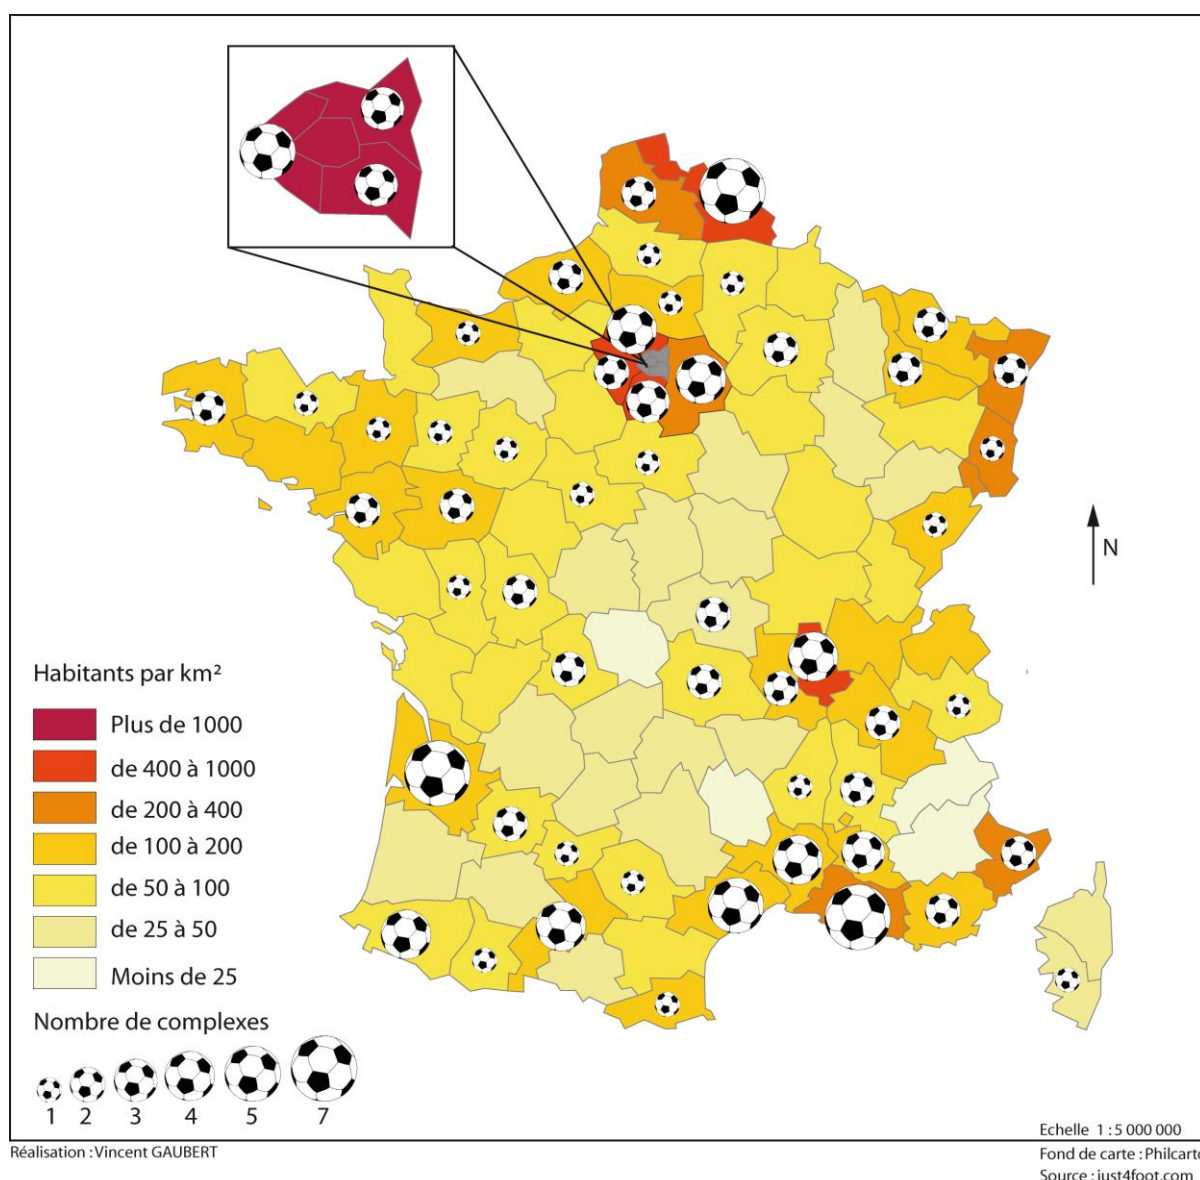 N
Habitants par km²
Plus de 1000
de 400 à 1000
de 200 à 400
de 100 à 200
de 50 à 100
de 25 à 50
Moins de 25
Nombre de complexes
1 2 3 4 5 7
Echelle 1 : 5 000 000
Réalisation : Vincent GAUBERT
Fond de carte : Philcarto
Source : just4foot.com